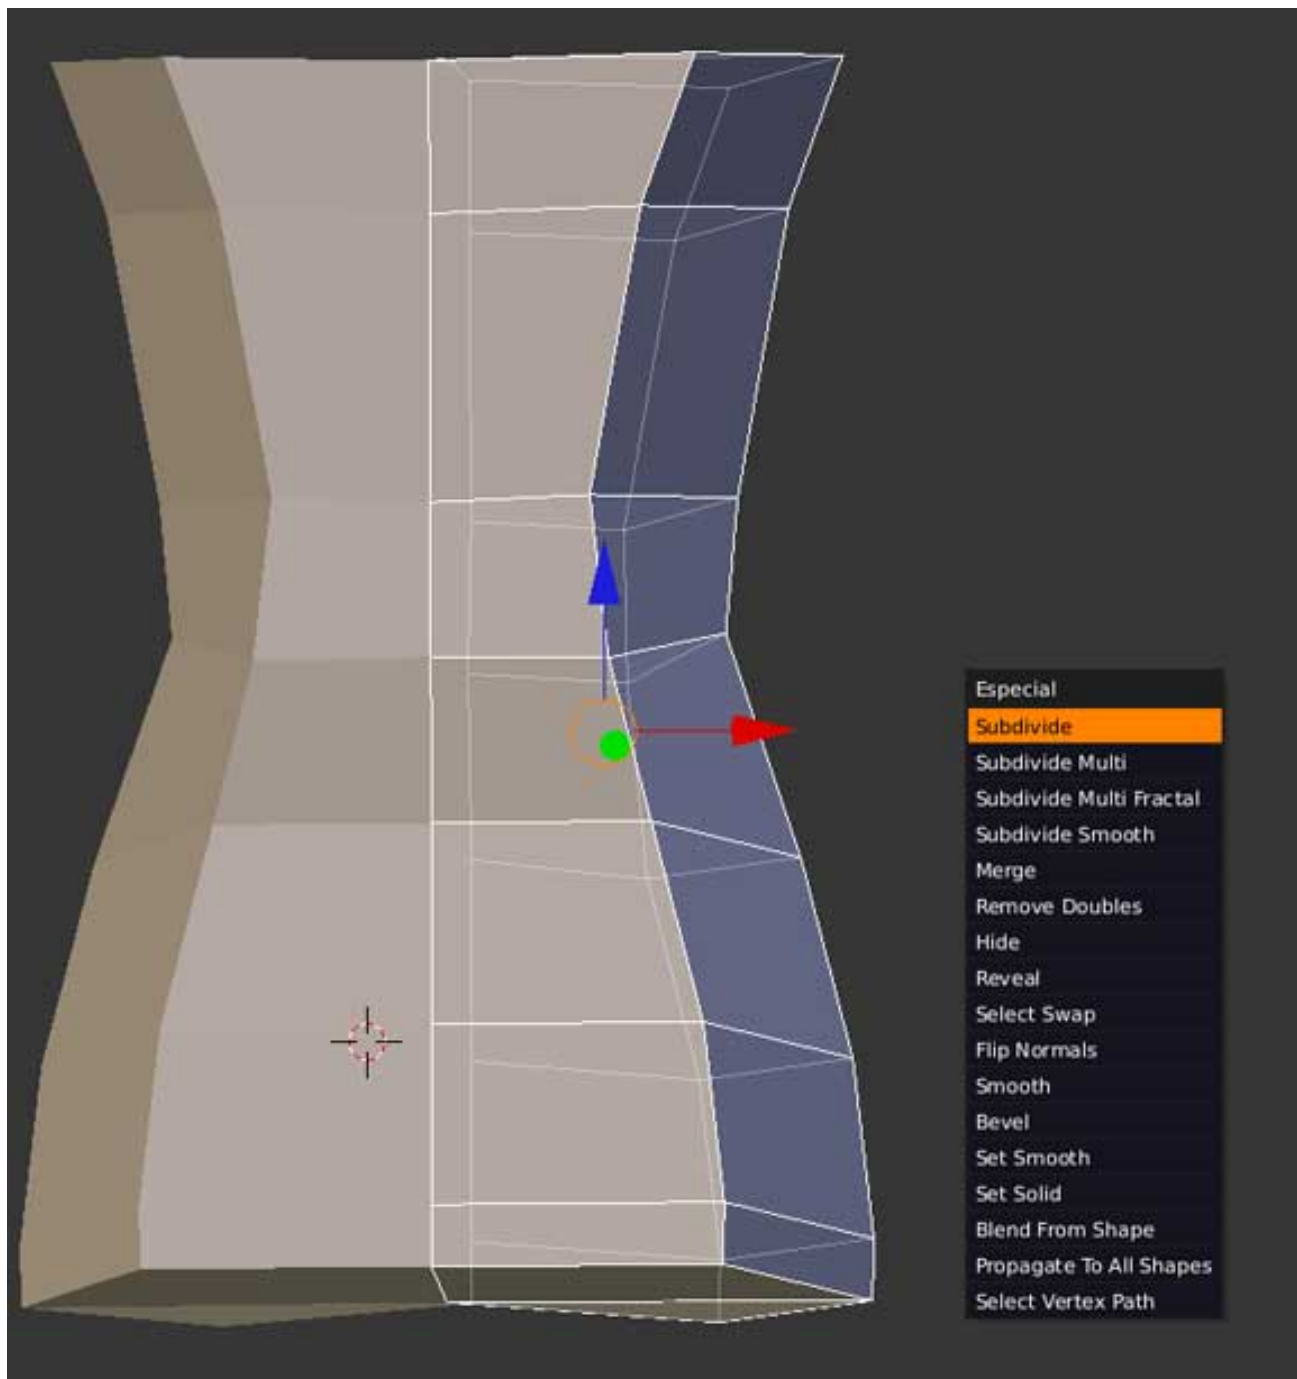 Especial
Subdivide
Subdivide Multi
Subdivide Multi Fractal
Subdivide Smooth
Merge
Remove Doubles
Hide
Reveal
Select Swap
Flip Normals
Smooth
Bevel
Set Smooth
Set Solid
Blend From Shape
Propagate To All Shapes
Select Vertex Path